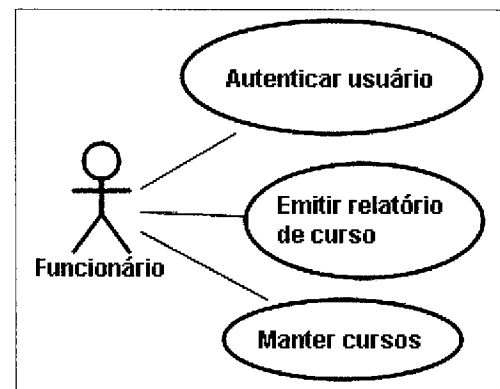 Autenticar usuário
Emitir relatório
de curso
Funcionário
Manter cursos